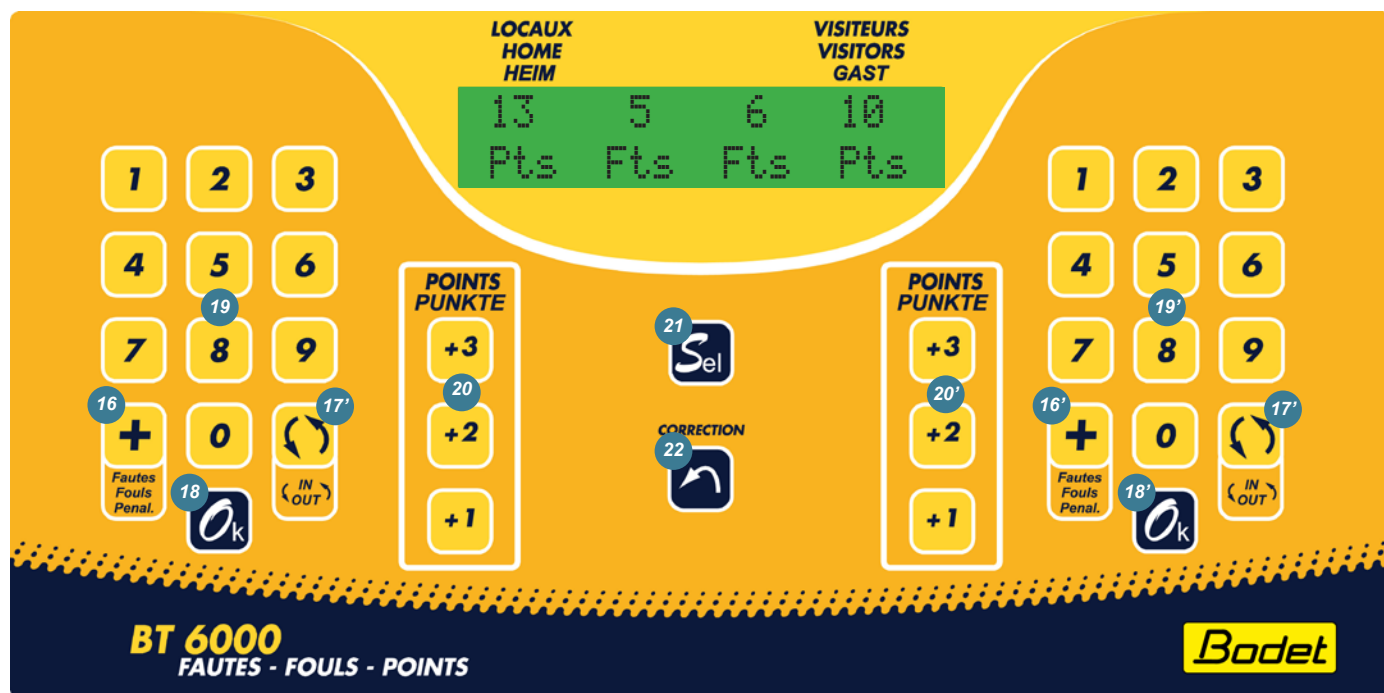 LOCAUX
HOME
HEIM
VISITEURS
VISITORS
GAST
13 5 6 10
Pts Fts Fts Pts
1 2 3
4 5 6
19
7 8 9
16 17’
+ 0
Fautes
Fouls
Penal.
IN
OUT
18
Ok
POINTS
PUNKTE
+3
20
+2
+1
21
Sel
CORRECTION
22
POINTS
PUNKTE
+3
20’
+2
+1
1 2 3
4 5 6
19’
7 8 9
16’ 17’
+ 0
Fautes
Fouls
Penal.
IN
OUT
18’
Ok
BT 6000
FAUTES - FOULS - POINTS
Bodet